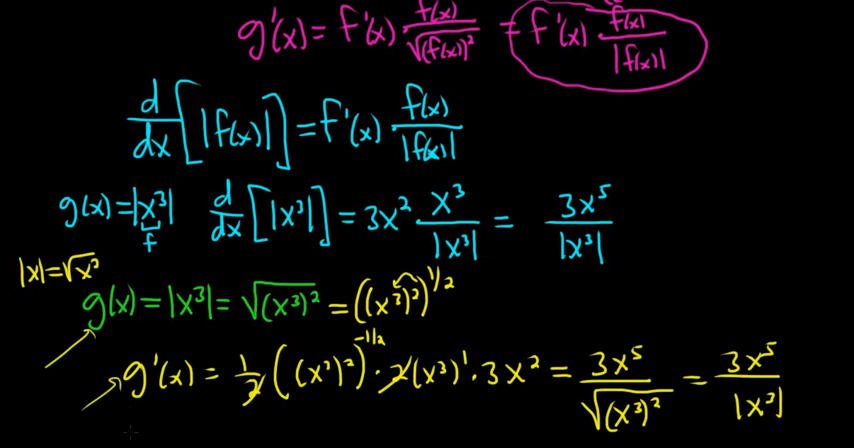 g'(x) = f'(x) f(x)/√(f(x))² = f'(x) f(x)/|f(x)|
d/dx [|f(x)|] = f'(x) f(x)/|f(x)|
g(x) = |x³| d/dx [|x³|] = 3x² x³/|x³| = 3x⁵/|x³|
f
|x| = √x²
g(x) = |x³| = √(x³)² = ((x³)²)^1/2
g'(x) = 1/2 ((x³)²)^-1/2 · 2(x³)¹ · 3x² = 3x⁵/√(x³)² = 3x⁵/|x³|